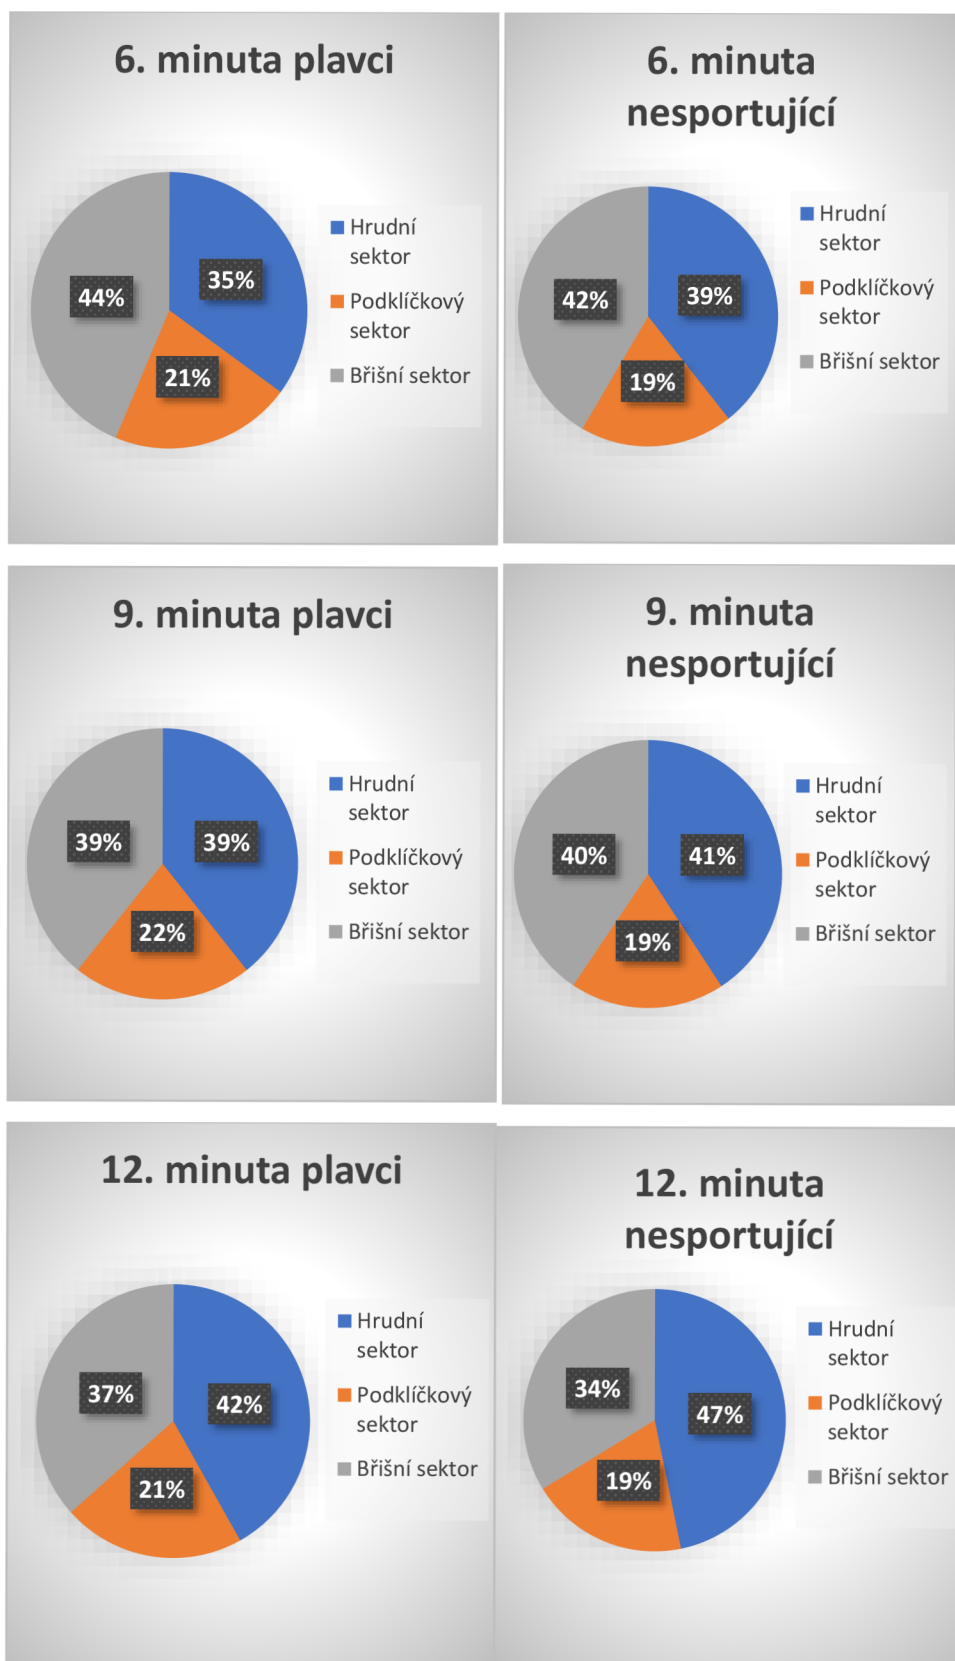 6. minuta plavci
35%
21%
44%
Hrudní
sektor
Podklíčkový
sektor
Břišní sektor
6. minuta
nesportující
39%
19%
42%
Hrudní
sektor
Podklíčkový
sektor
Břišní sektor
9. minuta plavci
39%
22%
39%
Hrudní
sektor
Podklíčkový
sektor
Břišní sektor
9. minuta
nesportující
41%
19%
40%
Hrudní
sektor
Podklíčkový
sektor
Břišní sektor
12. minuta plavci
42%
21%
37%
Hrudní
sektor
Podklíčkový
sektor
Břišní sektor
12. minuta
nesportující
47%
19%
34%
Hrudní
sektor
Podklíčkový
sektor
Břišní sektor